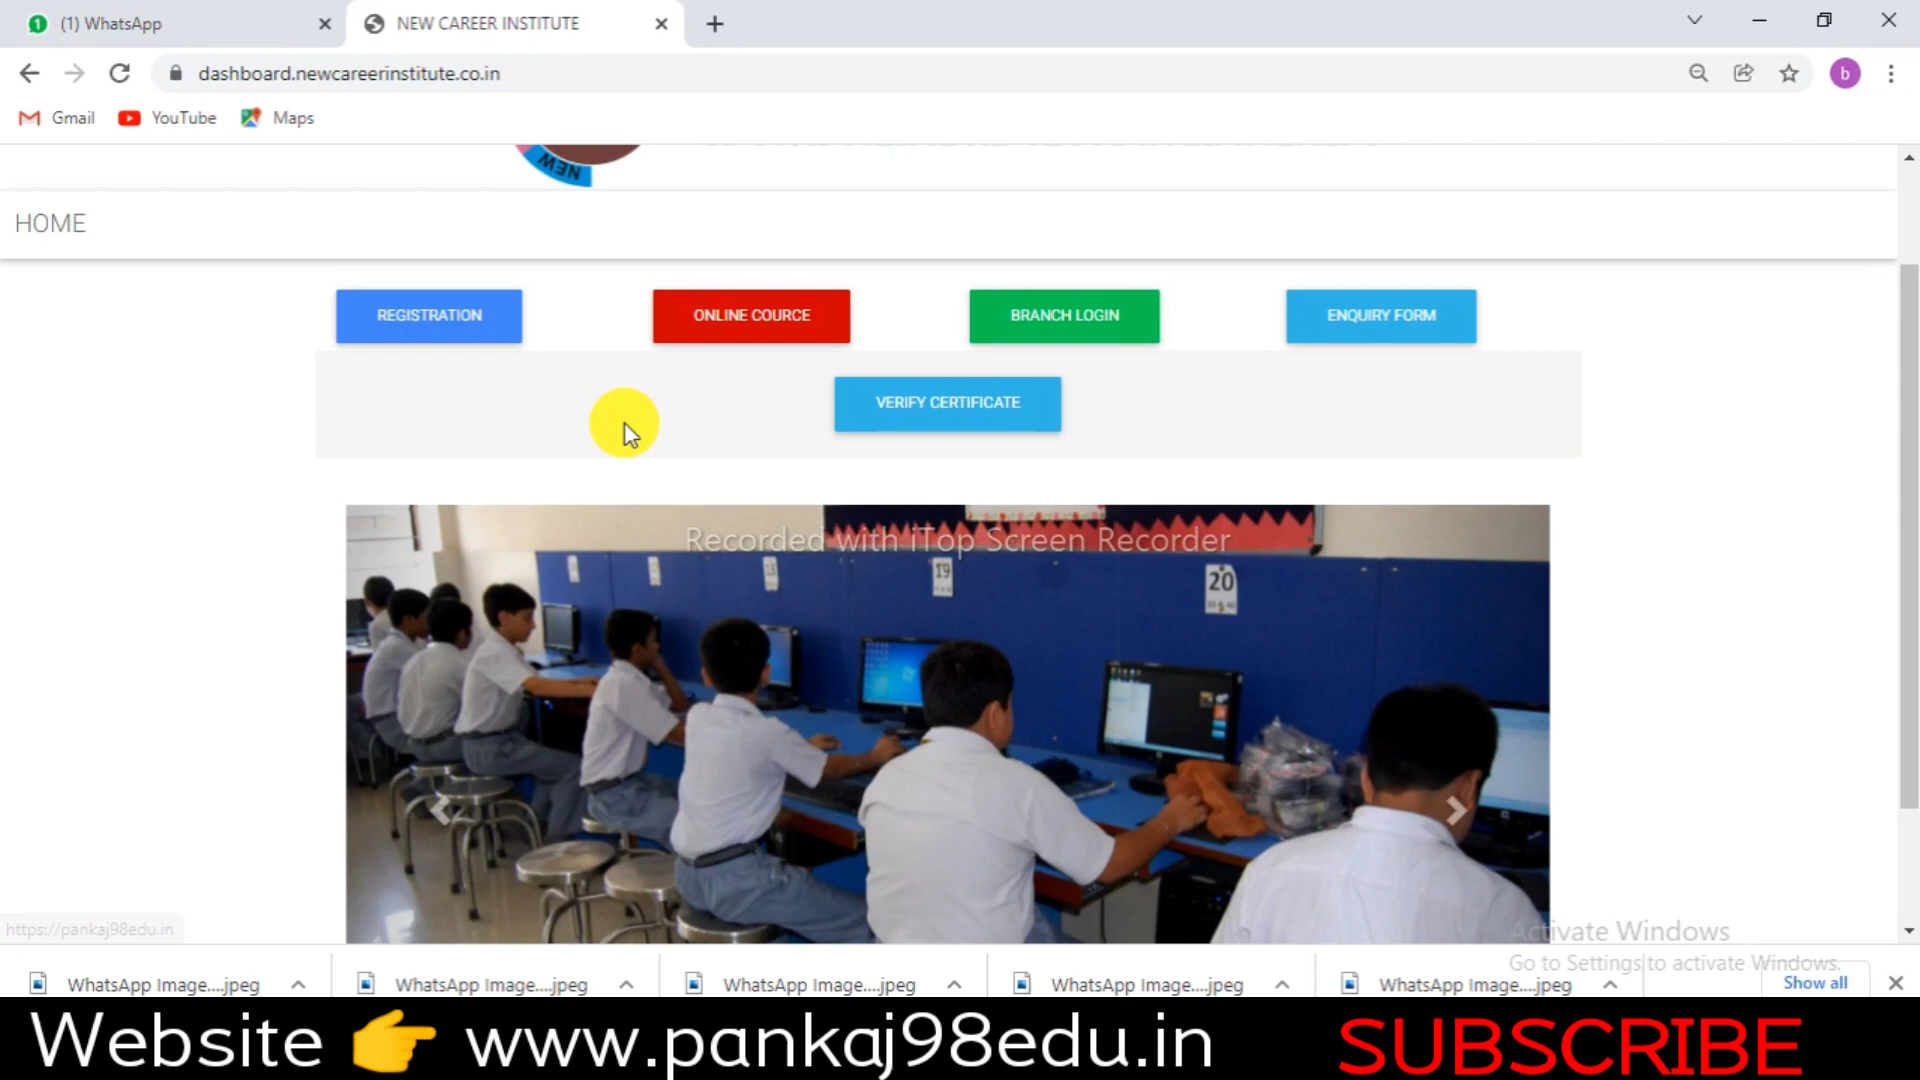 (1) WhatsApp
NEW CAREER INSTITUTE
dashboard.newcareerinstitute.co.in
b
Gmail
YouTube
Maps
NEW
HOME
REGISTRATION
ONLINE COURCE
BRANCH LOGIN
ENQUIRY FORM
VERIFY CERTIFICATE
Recorded with iTop Screen Recorder
18
19
20
https://pankaj98edu.in
Activate Windows
Go to Settings to activate Windows.
WhatsApp Image....jpeg
WhatsApp Image....jpeg
WhatsApp Image....jpeg
WhatsApp Image....jpeg
WhatsApp Image....jpeg
Show all
Website 👉 www.pankaj98edu.in
SUBSCRIBE